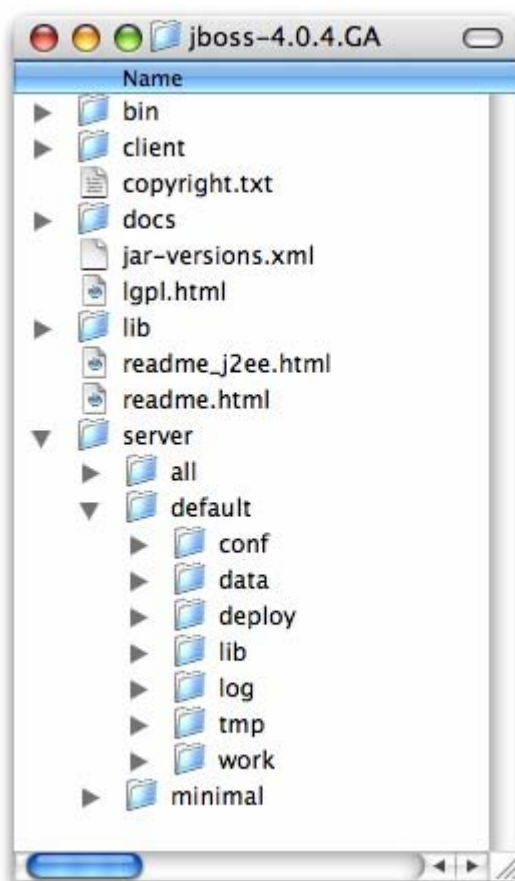 jboss-4.0.4.GA
Name
bin
client
copyright.txt
docs
jar-versions.xml
lgpl.html
lib
readme_j2ee.html
readme.html
server
all
default
conf
data
deploy
lib
log
tmp
work
minimal